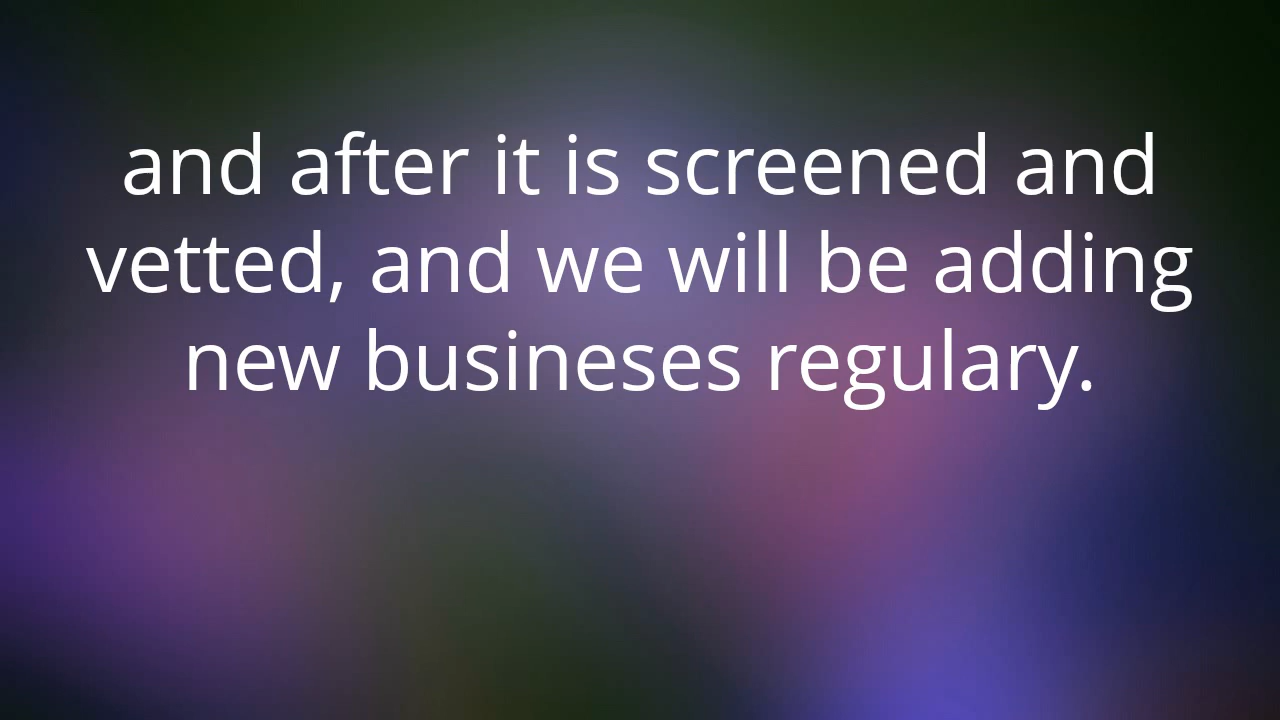 and after it is screened and
vetted, and we will be adding
new busineses regulary.